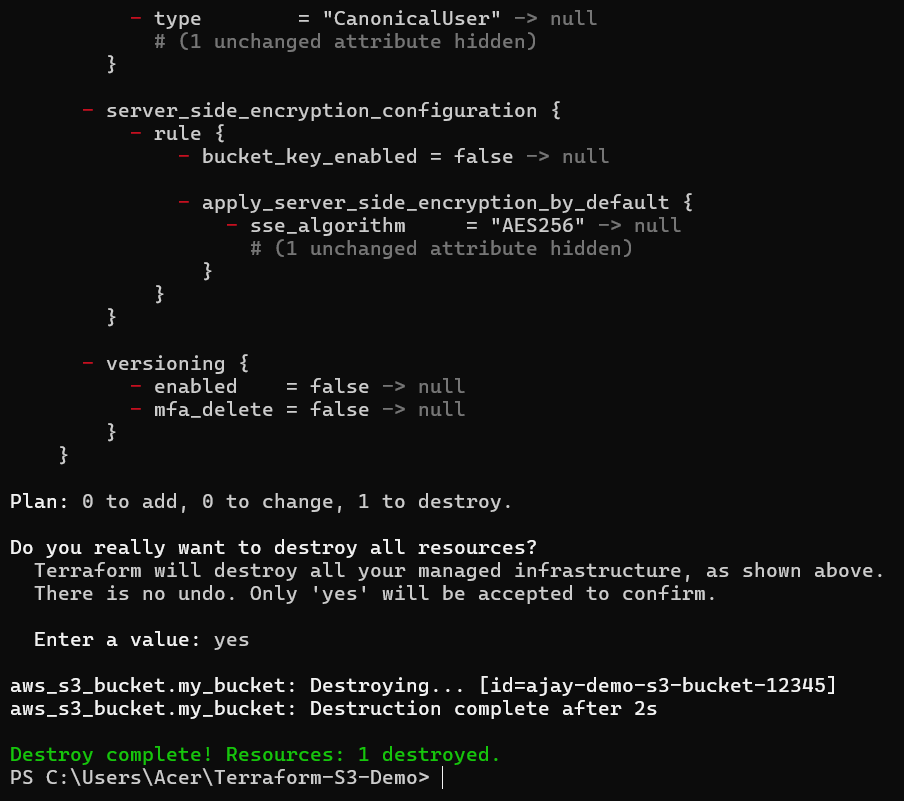 - type        = "CanonicalUser" -> null
# (1 unchanged attribute hidden)
}
- server_side_encryption_configuration {
- rule {
- bucket_key_enabled = false -> null
- apply_server_side_encryption_by_default {
- sse_algorithm     = "AES256" -> null
# (1 unchanged attribute hidden)
}
}
}
- versioning {
- enabled    = false -> null
- mfa_delete = false -> null
}
}
Plan: 0 to add, 0 to change, 1 to destroy.
Do you really want to destroy all resources?
Terraform will destroy all your managed infrastructure, as shown above.
There is no undo. Only 'yes' will be accepted to confirm.
Enter a value: yes
aws_s3_bucket.my_bucket: Destroying... [id=ajay-demo-s3-bucket-12345]
aws_s3_bucket.my_bucket: Destruction complete after 2s
Destroy complete! Resources: 1 destroyed.
PS C:\Users\Acer\Terraform-S3-Demo>